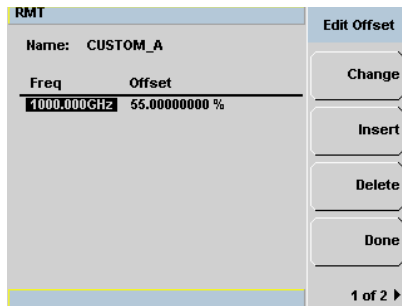 RMT
Edit Offset
Name: CUSTOM_A
Freq Offset
1000.000GHz 55.00000000 %
Change
Insert
Delete
Done
1 of 2